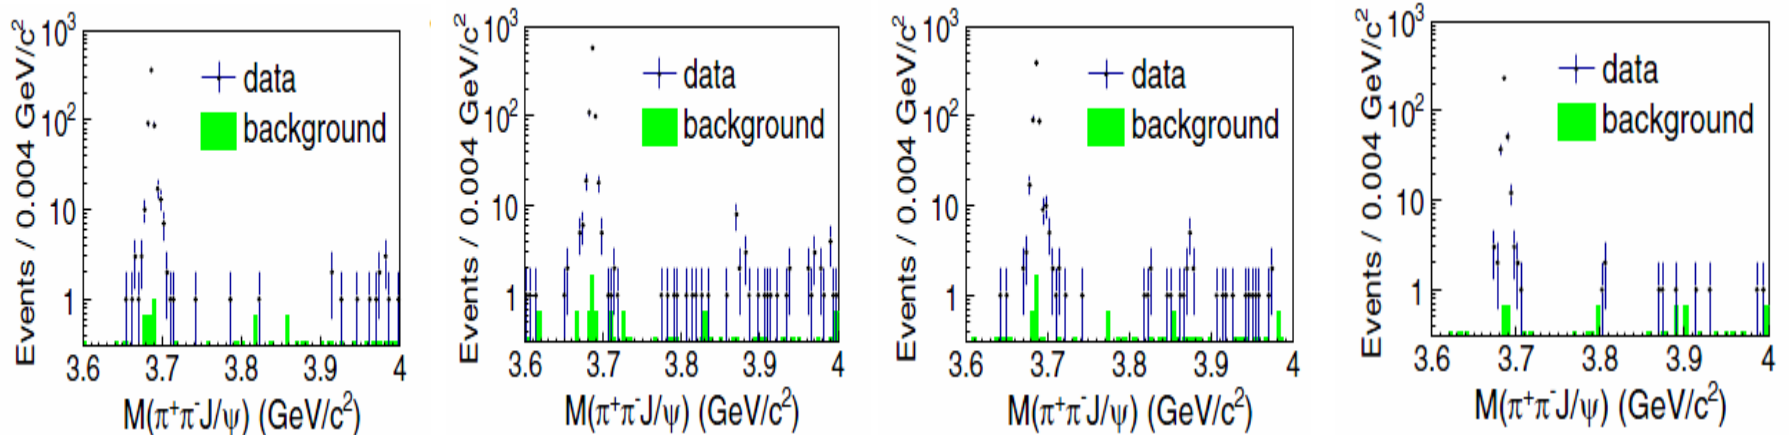 Events / 0.004 GeV/c²
10³
10²
10
1
data
background
3.6 3.7 3.8 3.9 4
M(π⁺π⁻J/ψ) (GeV/c²)
Events / 0.004 GeV/c²
10³
10²
10
1
data
background
3.6 3.7 3.8 3.9 4
M(π⁺π⁻J/ψ) (GeV/c²)
Events / 0.004 GeV/c²
10³
10²
10
1
data
background
3.6 3.7 3.8 3.9 4
M(π⁺π⁻J/ψ) (GeV/c²)
Events / 0.004 GeV/c²
10³
10²
10
1
data
background
3.6 3.7 3.8 3.9 4
M(π⁺π⁻J/ψ) (GeV/c²)